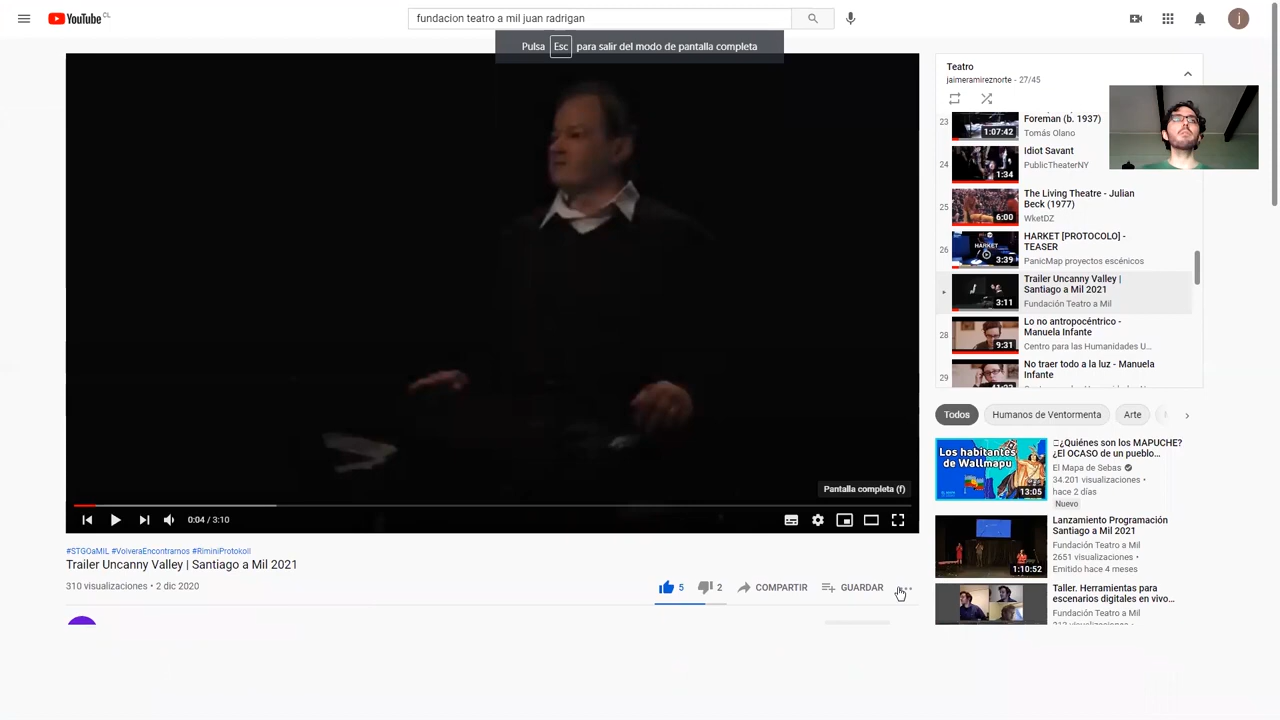 YouTube CL
fundacion teatro a mil juan radrigan
j
Pulsa Esc para salir del modo de pantalla completa
Pantalla completa (f)
0:04 / 3:10
#STGOaMIL #VolveraEncontrarnos #RiminiProtokoll
Trailer Uncanny Valley | Santiago a Mil 2021
310 visualizaciones • 2 dic 2020
5
2
COMPARTIR
GUARDAR
Teatro
jaimeramireznorte - 27/45
23
1:07:42
Foreman (b. 1937)
Tomás Olano
24
1:34
Idiot Savant
PublicTheaterNY
25
6:00
The Living Theatre - Julian
Beck (1977)
WketDZ
26
HARKET
3:39
HARKET [PROTOCOLO] -
TEASER
PanicMap proyectos escénicos
3:11
Trailer Uncanny Valley |
Santiago a Mil 2021
Fundación Teatro a Mil
28
9:31
Lo no antropocéntrico -
Manuela Infante
Centro para las Humanidades U...
29
No traer todo a la luz - Manuela
Infante
Todos
Humanos de Ventormenta
Arte
Los habitantes
de Wallmapu
13:05
¿Quiénes son los MAPUCHE?
¿El OCASO de un pueblo...
El Mapa de Sebas
34.201 visualizaciones •
hace 2 días
Nuevo
1:10:52
Lanzamiento Programación
Santiago a Mil 2021
Fundación Teatro a Mil
2651 visualizaciones •
Emitido hace 4 meses
Taller. Herramientas para
escenarios digitales en vivo...
Fundación Teatro a Mil